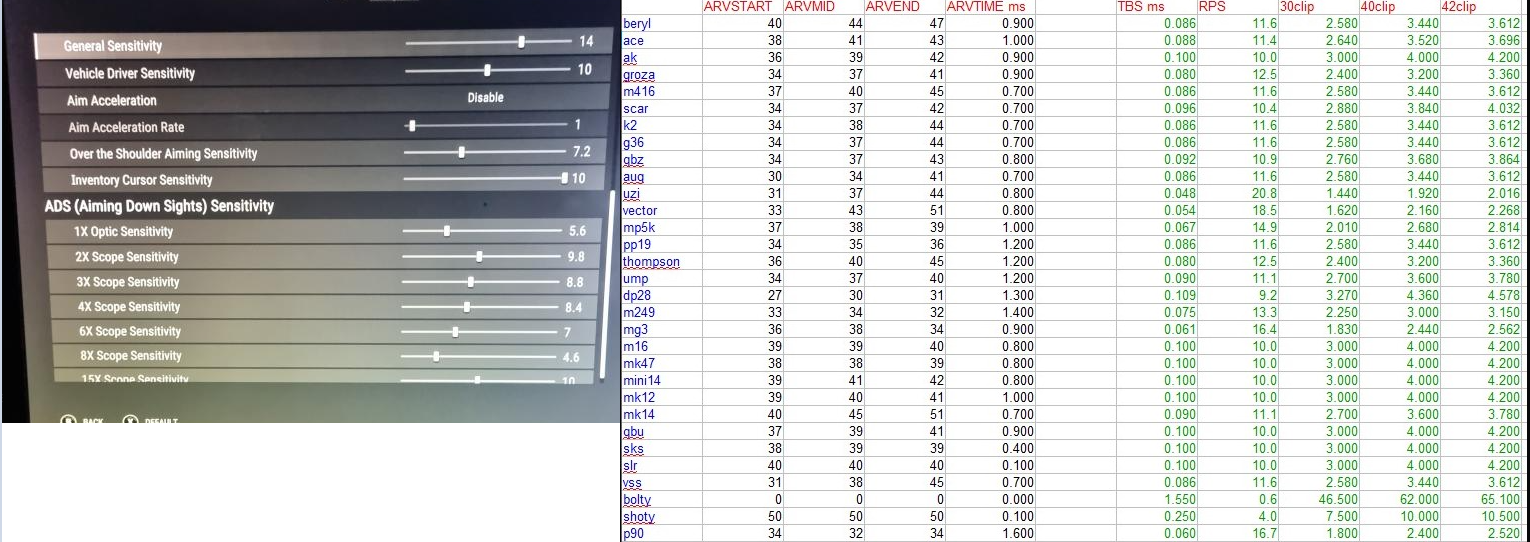 General Sensitivity 14
Vehicle Driver Sensitivity 10
Aim Acceleration Disable
Aim Acceleration Rate 1
Over the Shoulder Aiming Sensitivity 7.2
Inventory Cursor Sensitivity 10
ADS (Aiming Down Sights) Sensitivity
1X Optic Sensitivity 5.6
2X Scope Sensitivity 9.8
3X Scope Sensitivity 8.8
4X Scope Sensitivity 8.4
6X Scope Sensitivity 7
8X Scope Sensitivity 4.6
15X Scope Sensitivity 10
BACK DEFAULT
ARVSTART ARVMID ARVEND ARVTIME ms TBS ms RPS 30clip 40clip 42clip
beryl 40 44 47 0.900 0.086 11.6 2.580 3.440 3.612
ace 38 41 43 1.000 0.088 11.4 2.640 3.520 3.696
ak 36 39 42 0.900 0.100 10.0 3.000 4.000 4.200
groza 34 37 41 0.900 0.080 12.5 2.400 3.200 3.360
m416 37 40 45 0.700 0.086 11.6 2.580 3.440 3.612
scar 34 37 42 0.700 0.096 10.4 2.880 3.840 4.032
k2 34 38 44 0.700 0.086 11.6 2.580 3.440 3.612
g36 34 37 44 0.700 0.086 11.6 2.580 3.440 3.612
qbz 34 37 43 0.800 0.092 10.9 2.760 3.680 3.864
aug 30 34 41 0.700 0.086 11.6 2.580 3.440 3.612
uzi 31 37 44 0.800 0.048 20.8 1.440 1.920 2.016
vector 33 43 51 0.800 0.054 18.5 1.620 2.160 2.268
mp5k 37 38 39 1.000 0.067 14.9 2.010 2.680 2.814
pp19 34 35 36 1.200 0.086 11.6 2.580 3.440 3.612
thompson 36 40 45 1.200 0.080 12.5 2.400 3.200 3.360
ump 34 37 40 1.200 0.090 11.1 2.700 3.600 3.780
dp28 27 30 31 1.300 0.109 9.2 3.270 4.360 4.578
m249 33 34 32 1.400 0.075 13.3 2.250 3.000 3.150
mg3 36 38 34 0.900 0.061 16.4 1.830 2.440 2.562
m16 39 39 40 0.800 0.100 10.0 3.000 4.000 4.200
mk47 38 38 39 0.800 0.100 10.0 3.000 4.000 4.200
mini14 39 41 42 0.800 0.100 10.0 3.000 4.000 4.200
mk12 39 40 41 1.000 0.100 10.0 3.000 4.000 4.200
mk14 40 45 51 0.700 0.090 11.1 2.700 3.600 3.780
qbu 37 39 41 0.900 0.100 10.0 3.000 4.000 4.200
sks 38 39 39 0.400 0.100 10.0 3.000 4.000 4.200
slr 40 40 40 0.100 0.100 10.0 3.000 4.000 4.200
vss 31 38 45 0.700 0.086 11.6 2.580 3.440 3.612
bolty 0 0 0 0.000 1.550 0.6 46.500 62.000 65.100
shoty 50 50 50 0.100 0.250 4.0 7.500 10.000 10.500
p90 34 32 34 1.600 0.060 16.7 1.800 2.400 2.520